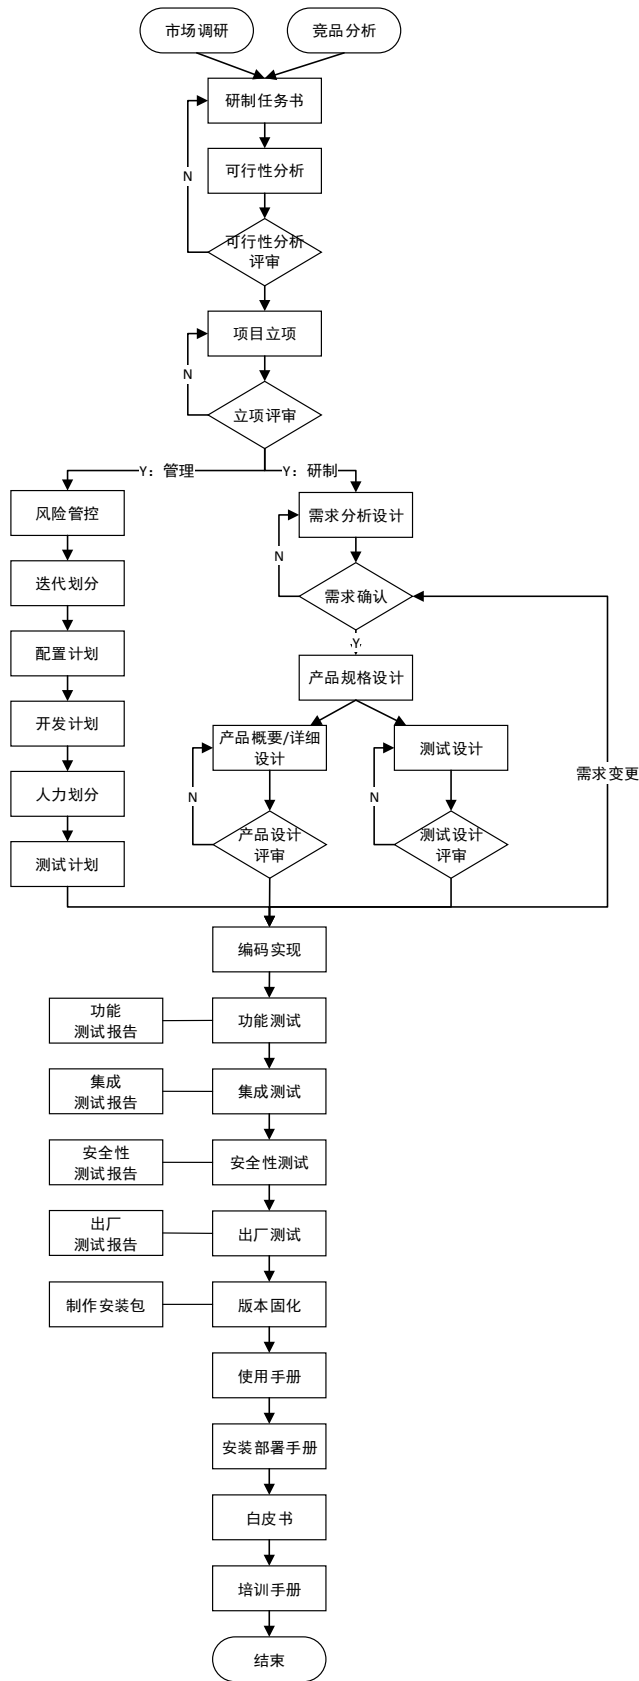 市场调研
竞品分析
研制任务书
N
可行性分析
可行性分析
评审
项目立项
N
立项评审
Y：管理
Y：研制
风险管控
需求分析设计
N
迭代划分
需求确认
Y
配置计划
产品规格设计
开发计划
产品概要/详细
设计
测试设计
需求变更
N
N
人力划分
产品设计
评审
测试设计
评审
测试计划
编码实现
功能
测试报告
功能测试
集成
测试报告
集成测试
安全性
测试报告
安全性测试
出厂
测试报告
出厂测试
制作安装包
版本固化
使用手册
安装部署手册
白皮书
培训手册
结束